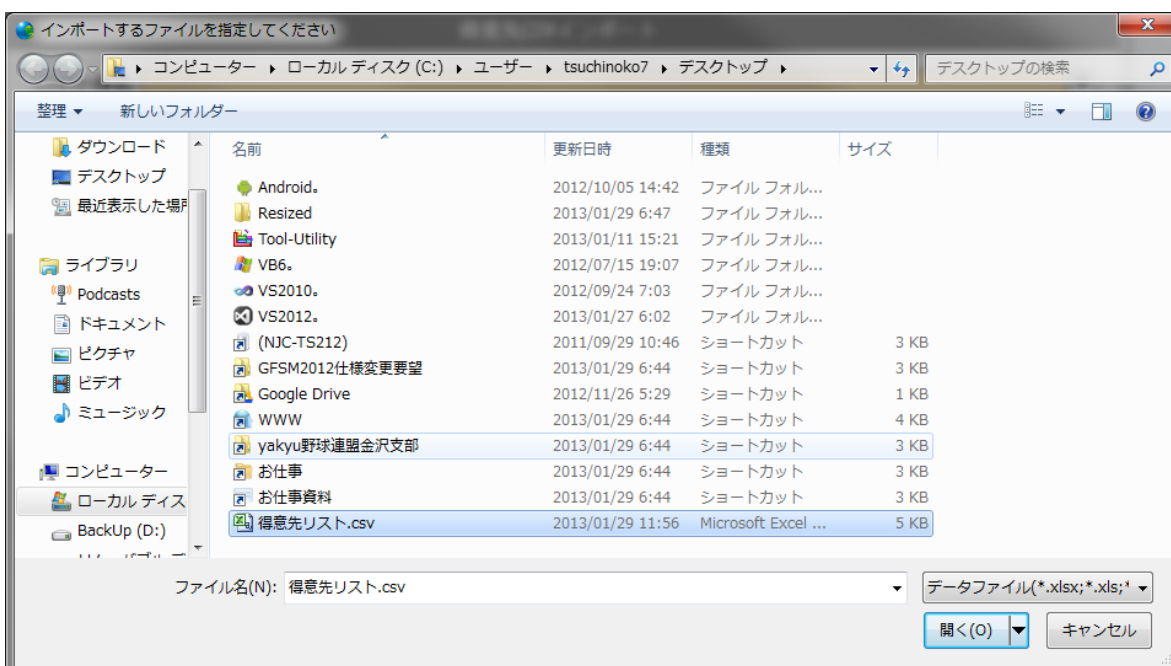 インポートするファイルを指定してください
コンピューター ▸ ローカル ディスク (C:) ▸ ユーザー ▸ tsuchinoko7 ▸ デスクトップ ▸
デスクトップの検索
整理 新しいフォルダー
ダウンロード
デスクトップ
最近表示した場所
ライブラリ
Podcasts
ドキュメント
ピクチャ
ビデオ
ミュージック
コンピューター
ローカル ディス
BackUp (D:)
名前 更新日時 種類 サイズ
Android。 2012/10/05 14:42 ファイル フォル...
Resized 2013/01/29 6:47 ファイル フォル...
Tool-Utility 2013/01/11 15:21 ファイル フォル...
VB6。 2012/07/15 19:07 ファイル フォル...
VS2010。 2012/09/24 7:03 ファイル フォル...
VS2012。 2013/01/27 6:02 ファイル フォル...
(NJC-TS212) 2011/09/29 10:46 ショートカット 3 KB
GFSM2012仕様変更要望 2013/01/29 6:44 ショートカット 3 KB
Google Drive 2012/11/26 5:29 ショートカット 1 KB
WWW 2013/01/29 6:44 ショートカット 4 KB
yakyu野球連盟金沢支部 2013/01/29 6:44 ショートカット 3 KB
お仕事 2013/01/29 6:44 ショートカット 3 KB
お仕事資料 2013/01/29 6:44 ショートカット 3 KB
得意先リスト.csv 2013/01/29 11:56 Microsoft Excel ... 5 KB
ファイル名(N): 得意先リスト.csv
データファイル(*.xlsx;*.xls;*
開く(O) キャンセル